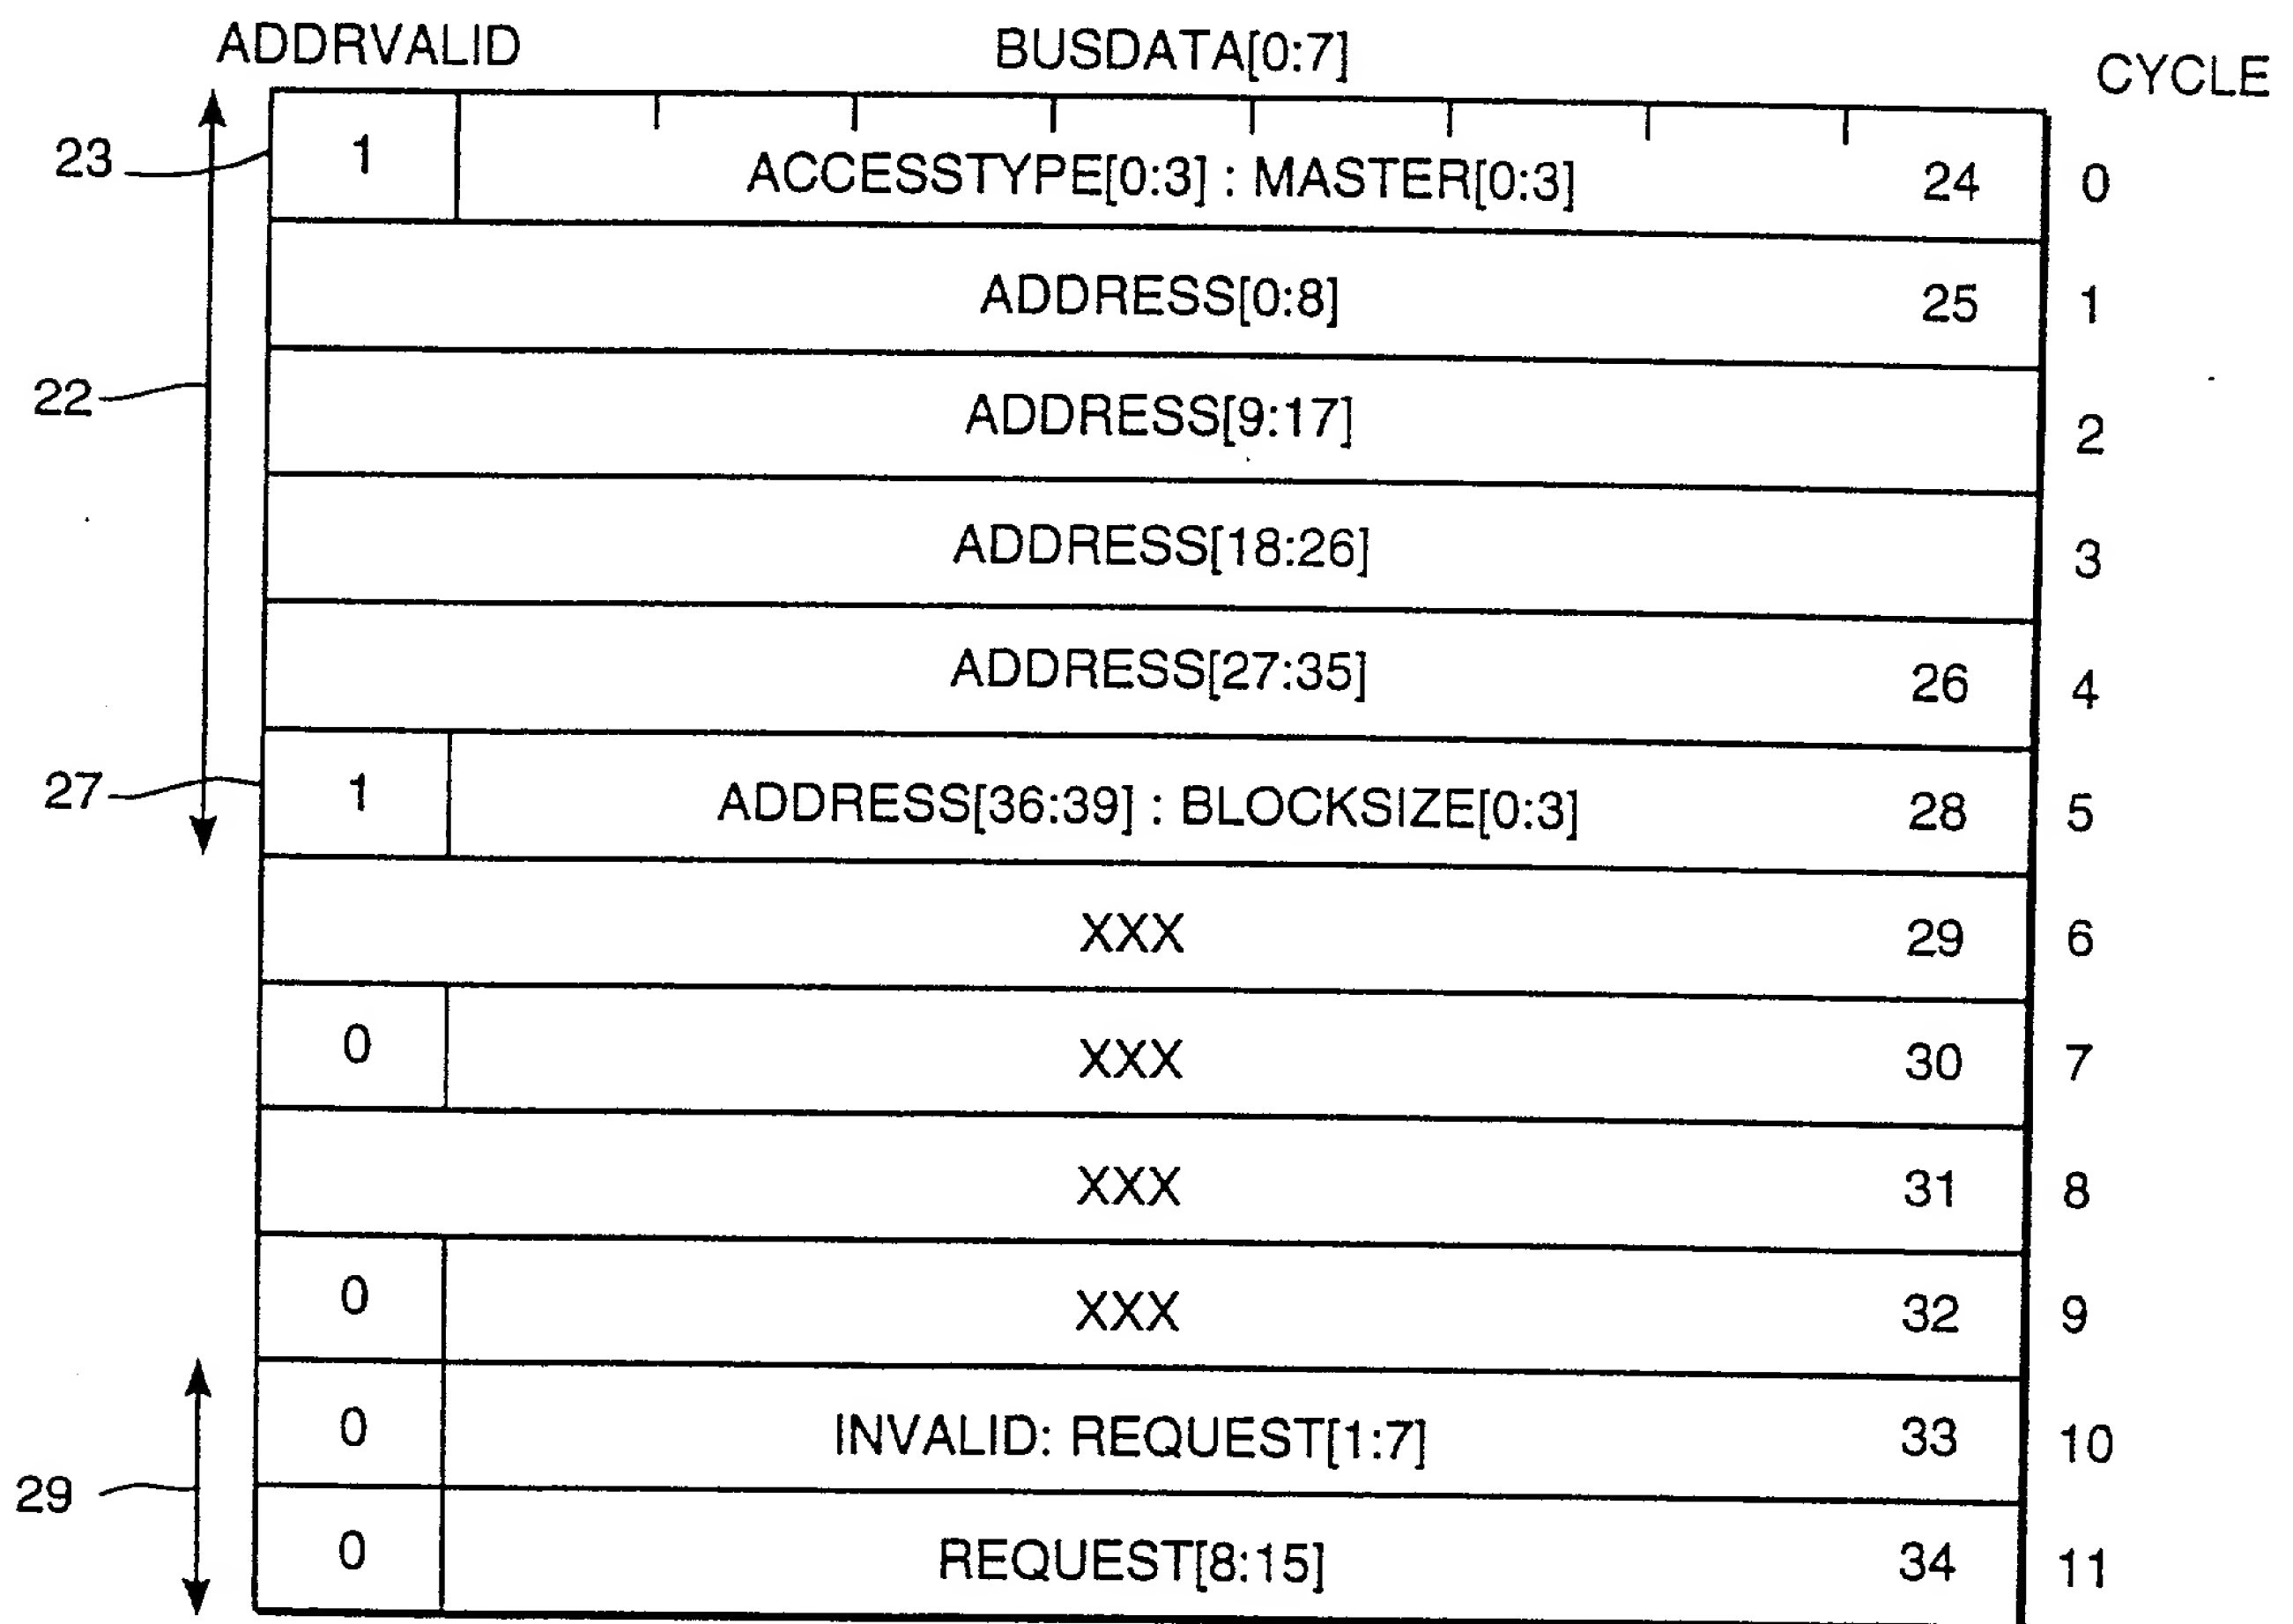 ADDRVALID BUSDATA[0:7] CYCLE
23 1 ACCESSTYPE[0:3] : MASTER[0:3] 24 0
ADDRESS[0:8] 25 1
22 ADDRESS[9:17] 2
ADDRESS[18:26] 3
ADDRESS[27:35] 26 4
27 1 ADDRESS[36:39] : BLOCKSIZE[0:3] 28 5
XXX 29 6
0 XXX 30 7
XXX 31 8
0 XXX 32 9
0 INVALID: REQUEST[1:7] 33 10
29
0 REQUEST[8:15] 34 11